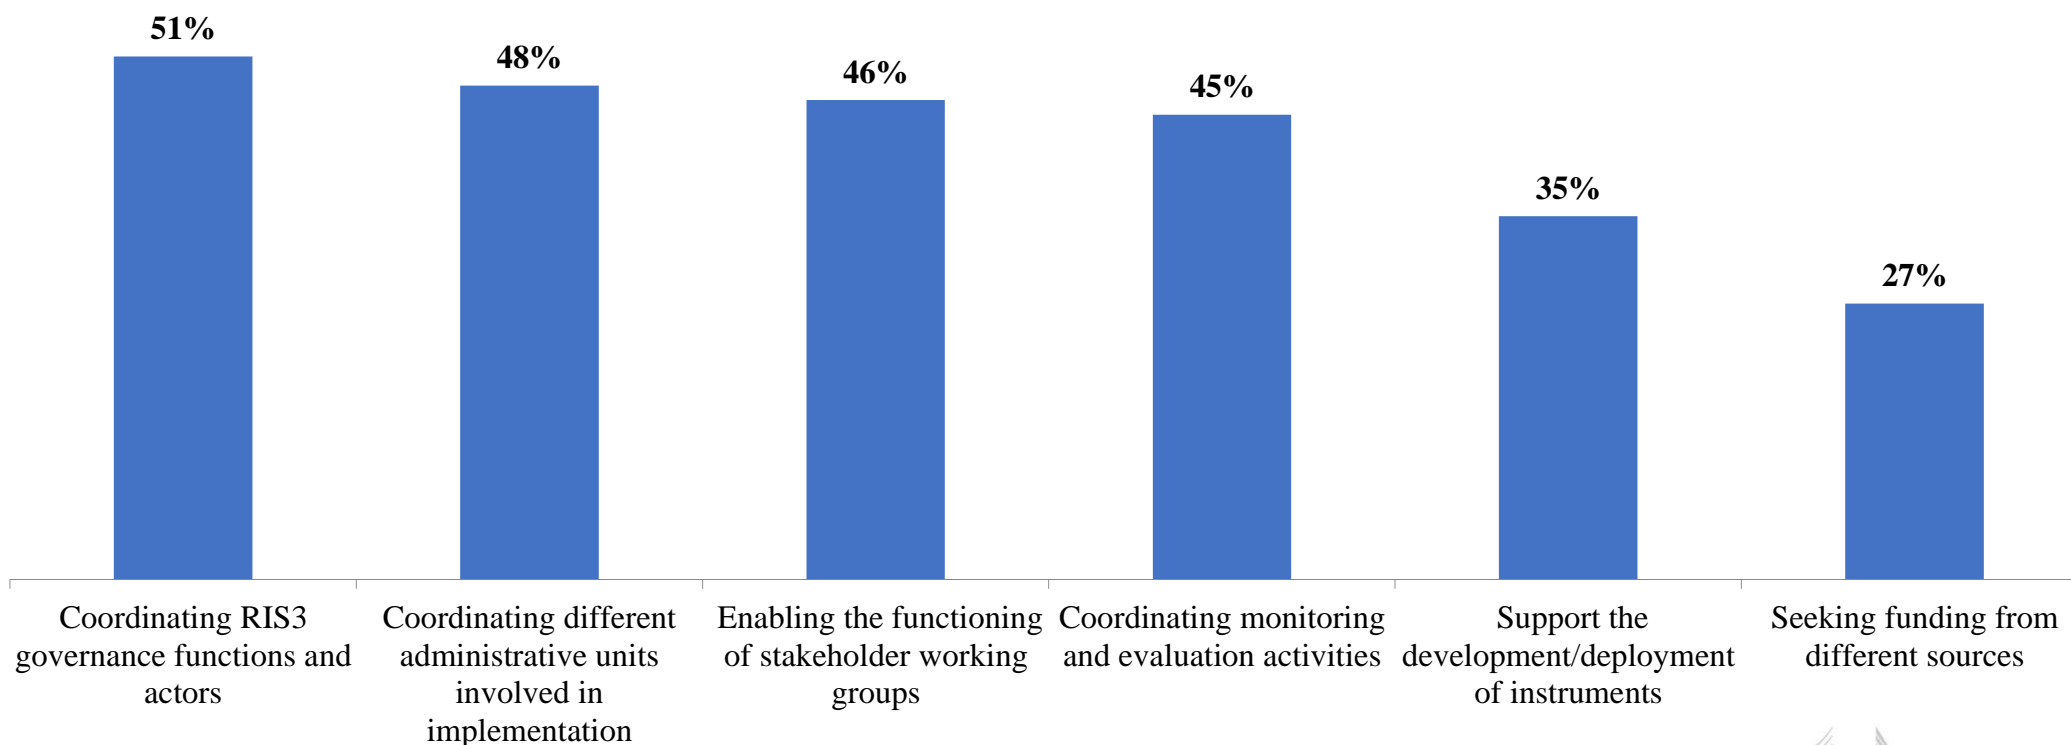 51%
48%
46%
45%
35%
27%
Coordinating RIS3
governance functions and
actors
Coordinating different
administrative units
involved in
implementation
Enabling the functioning
of stakeholder working
groups
Coordinating monitoring
and evaluation activities
Support the
development/deployment
of instruments
Seeking funding from
different sources